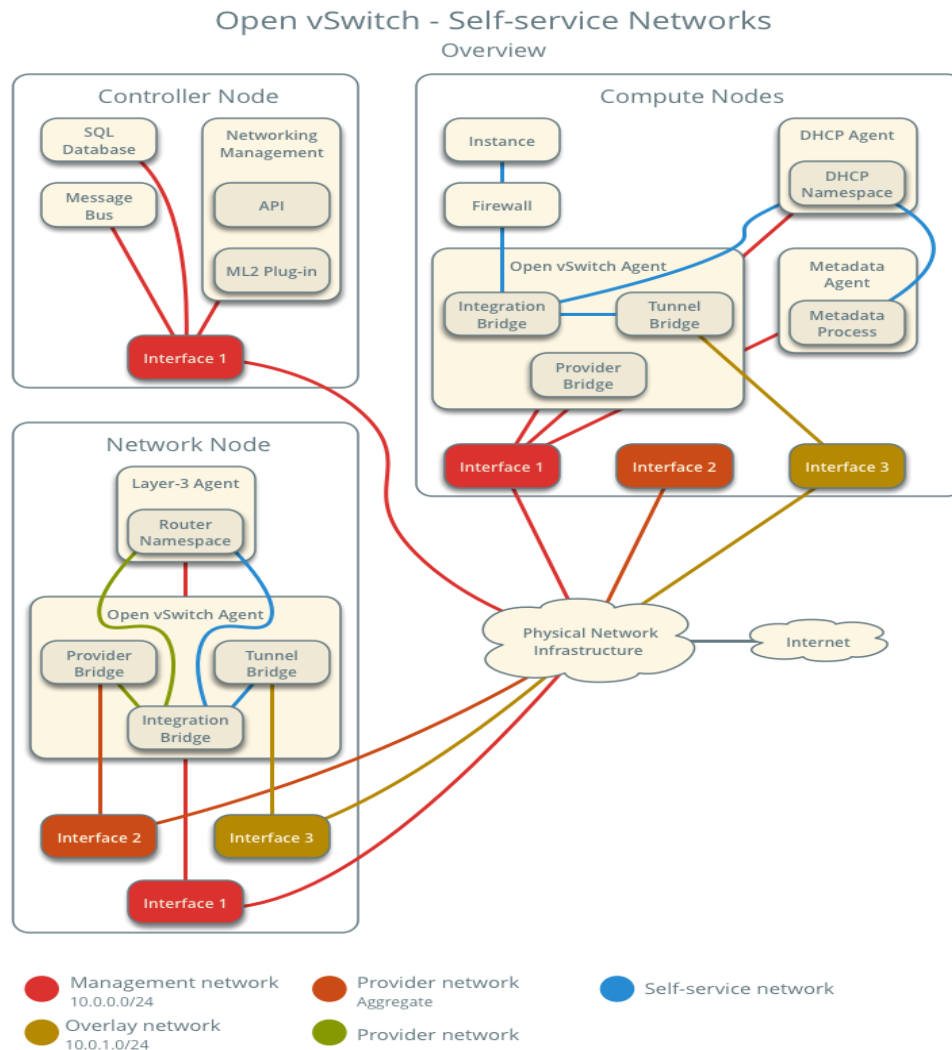 Open vSwitch - Self-service Networks
Overview
Controller Node
SQL
Database
Networking
Management
Message
Bus
API
ML2 Plug-in
Interface 1
Compute Nodes
Instance
DHCP Agent
DHCP
Namespace
Firewall
Open vSwitch Agent
Metadata
Agent
Integration
Bridge
Tunnel
Bridge
Metadata
Process
Provider
Bridge
Interface 1
Interface 2
Interface 3
Network Node
Layer-3 Agent
Router
Namespace
Open vSwitch Agent
Provider
Bridge
Tunnel
Bridge
Integration
Bridge
Interface 2
Interface 3
Interface 1
Physical Network
Infrastructure
Internet
Management network
10.0.0.0/24
Provider network
Aggregate
Self-service network
Overlay network
10.0.1.0/24
Provider network